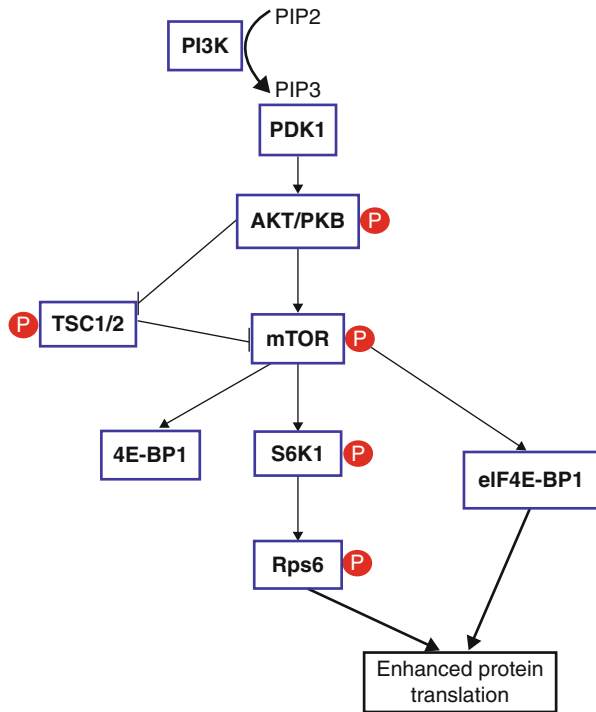 PIP2
PI3K
PIP3
PDK1
AKT/PKB
P
P
TSC1/2
mTOR
P
4E-BP1
S6K1
P
eIF4E-BP1
Rps6
P
Enhanced protein
translation